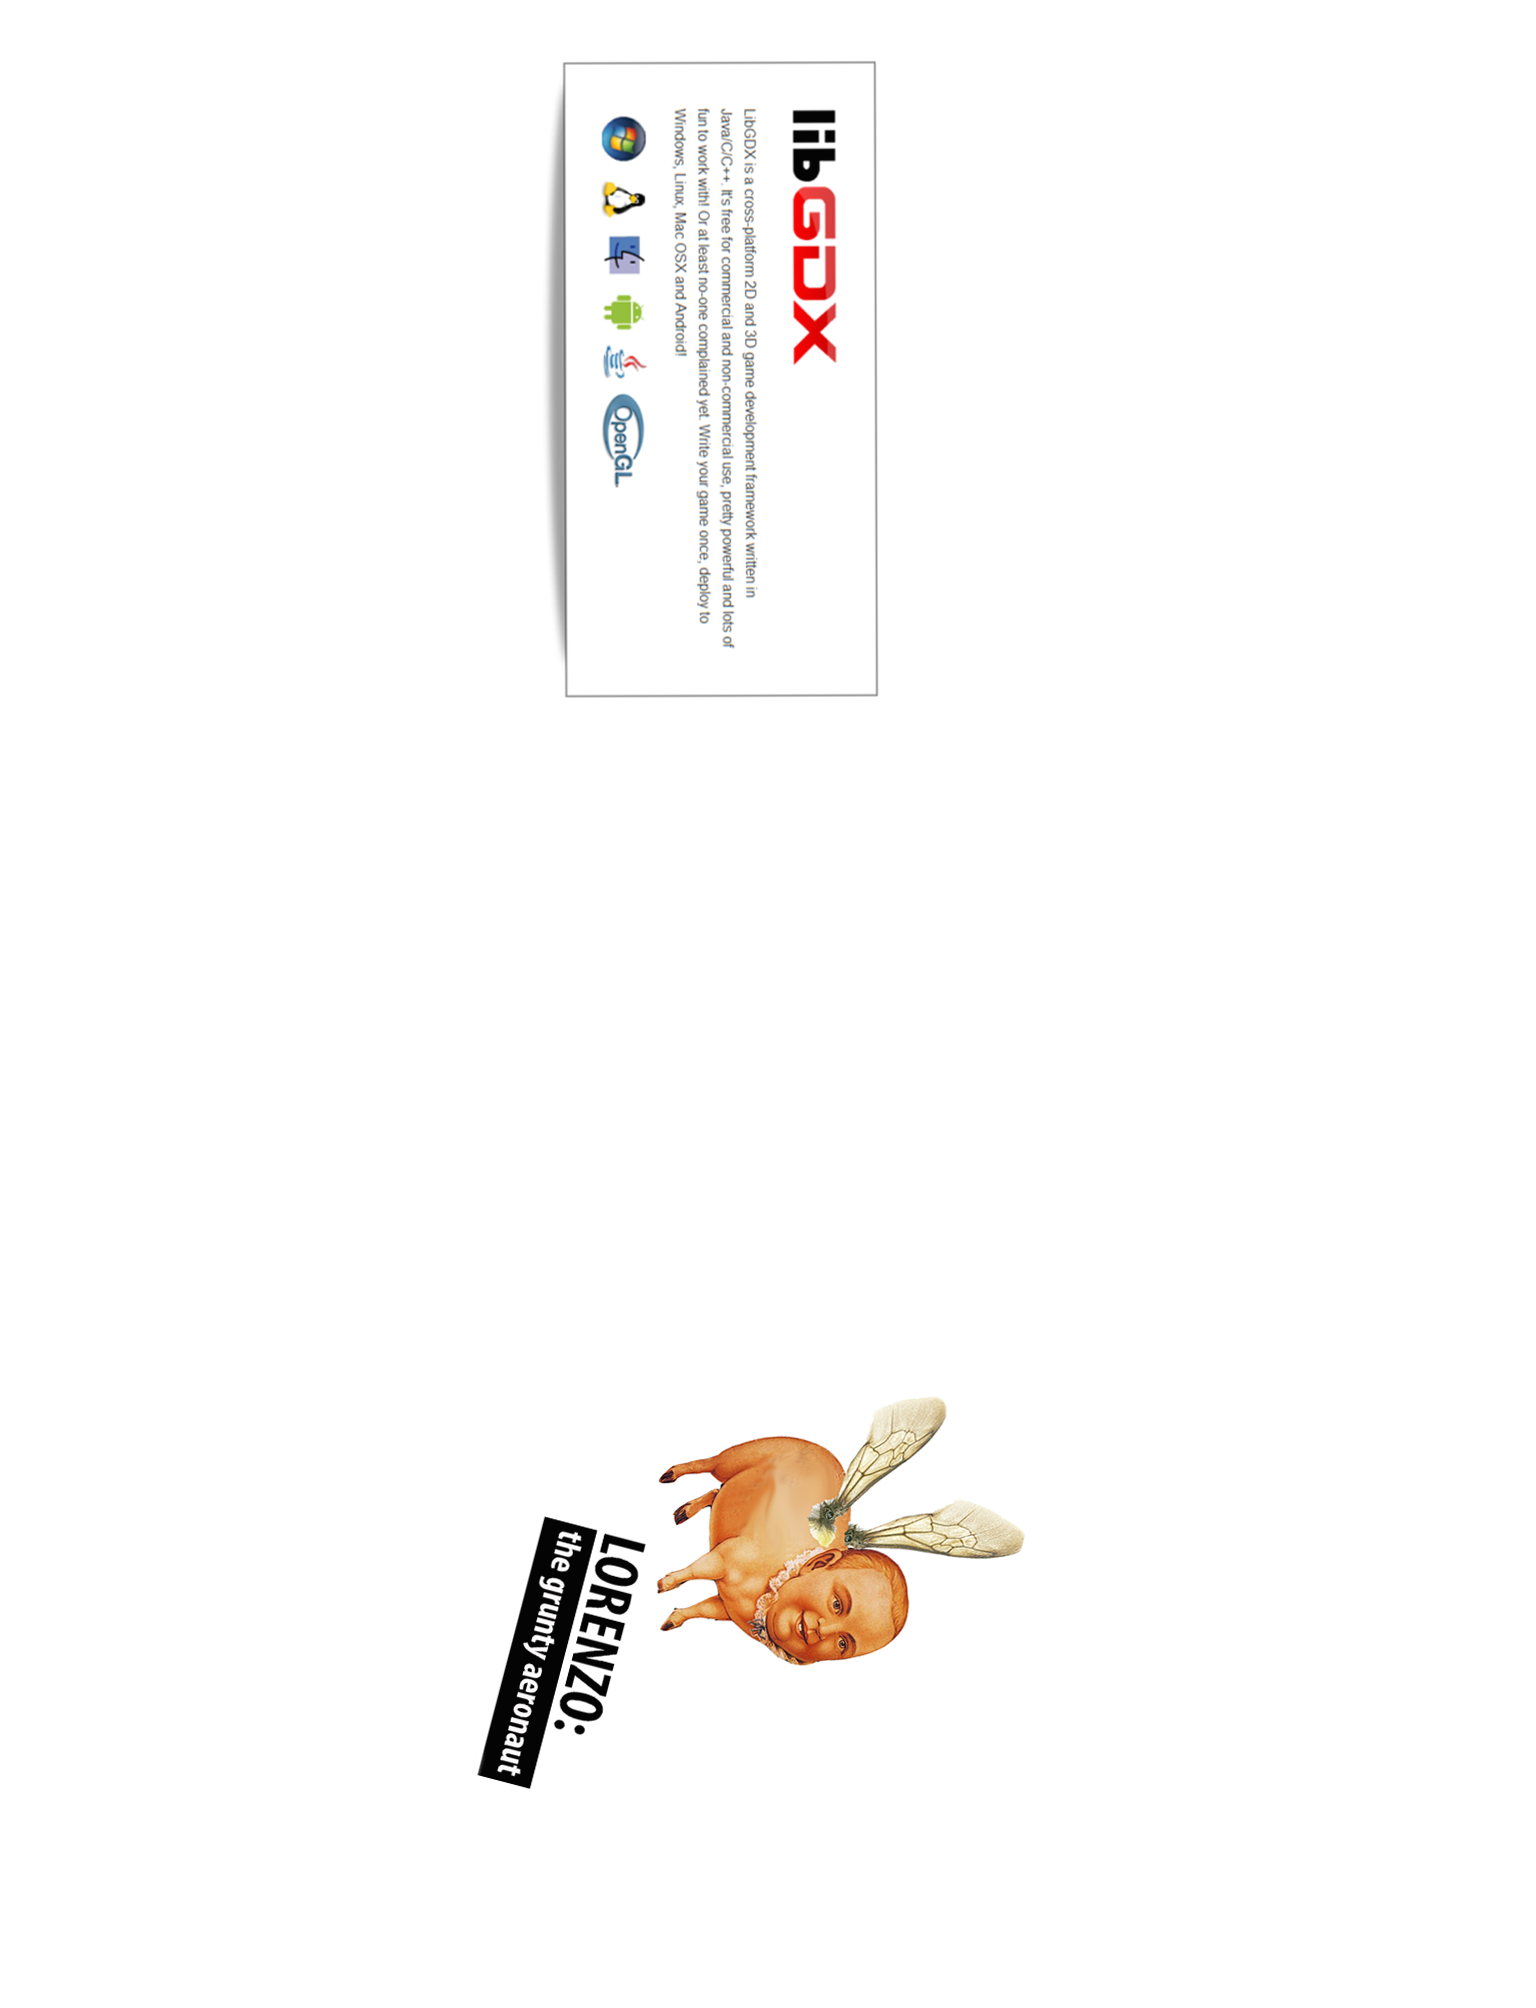 libGDX
LibGDX is a cross-platform 2D and 3D game development framework written in
Java/C/C++. It's free for commercial and non-commercial use, pretty powerful and lots of
fun to work with! Or at least no-one complained yet. Write your game once, deploy to
Windows, Linux, Mac OSX and Android!
OpenGL
LORENZO:
the grunty aeronaut